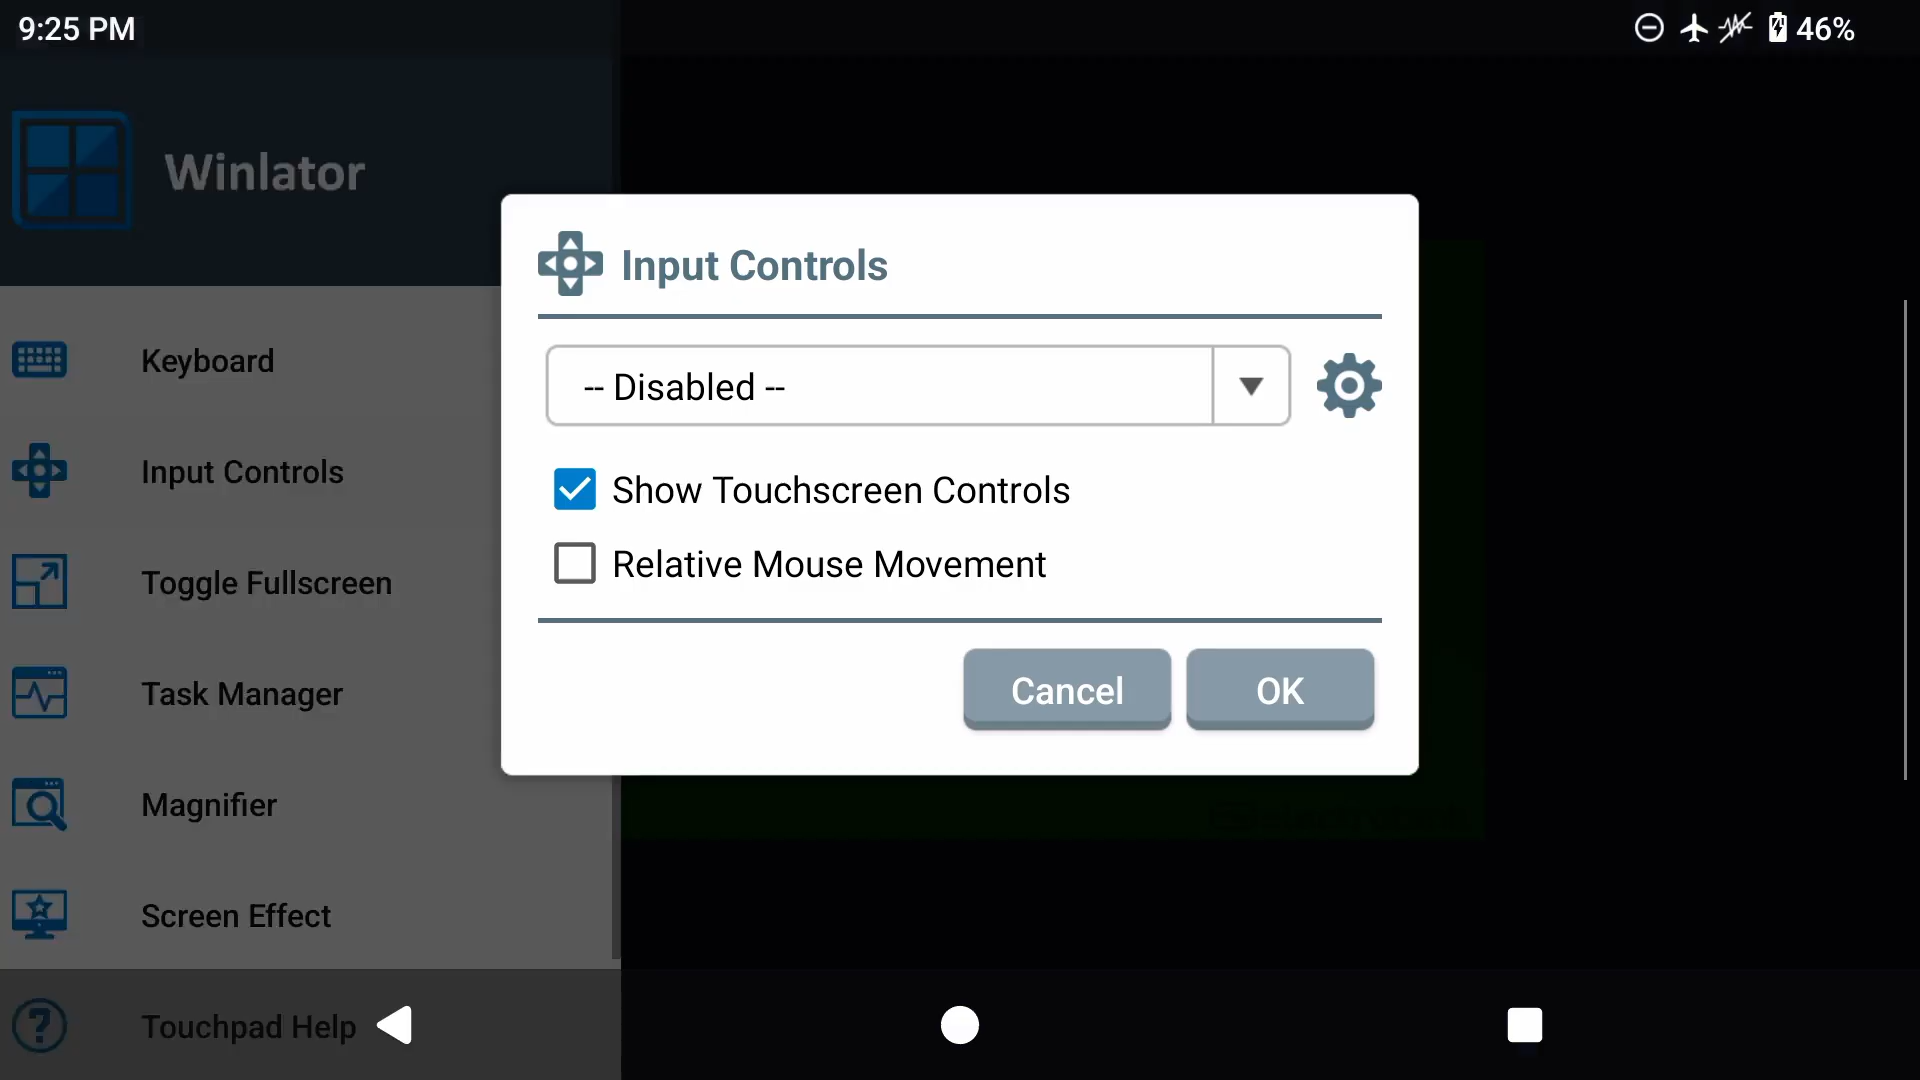 9:25 PM
46%
Winlator
Keyboard
Input Controls
Toggle Fullscreen
Task Manager
Magnifier
Screen Effect
Touchpad Help
Input Controls
-- Disabled --
Show Touchscreen Controls
Relative Mouse Movement
Cancel
OK